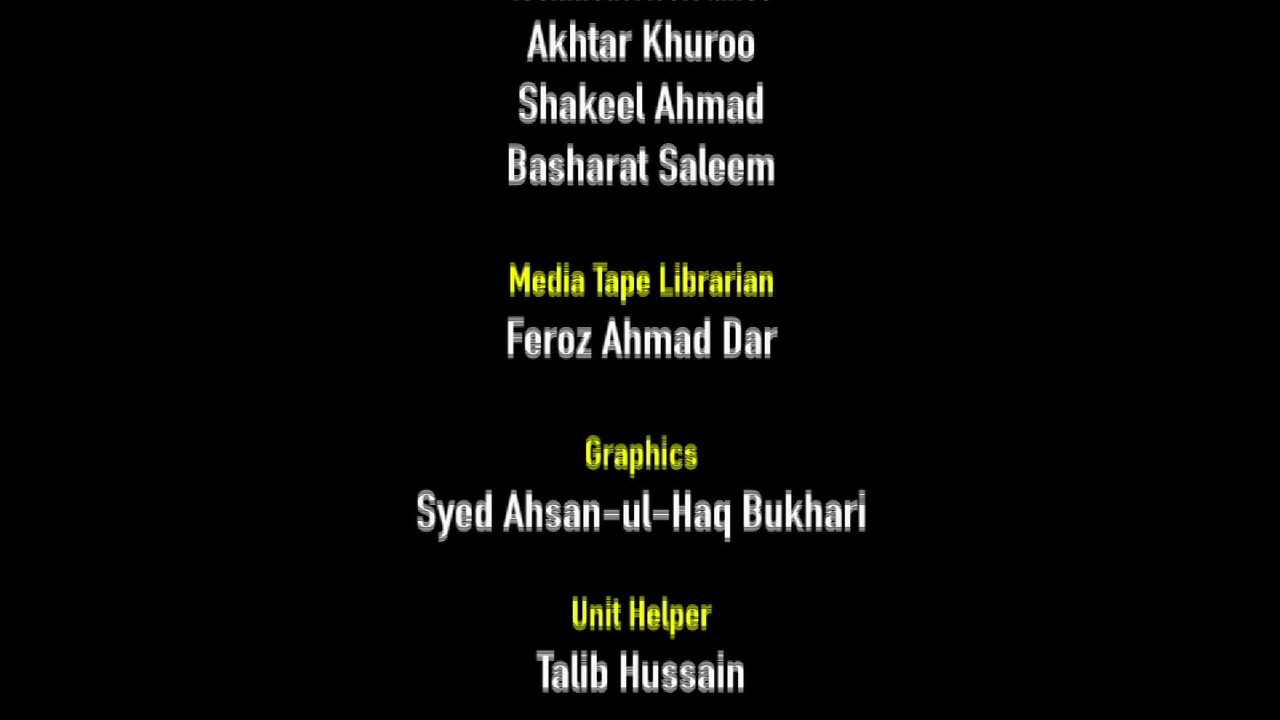 Akhtar Khuroo
Shakeel Ahmad
Basharat Saleem
Media Tape Librarian
Feroz Ahmad Dar
Graphics
Syed Ahsan-ul-Haq Bukhari
Unit Helper
Talib Hussain